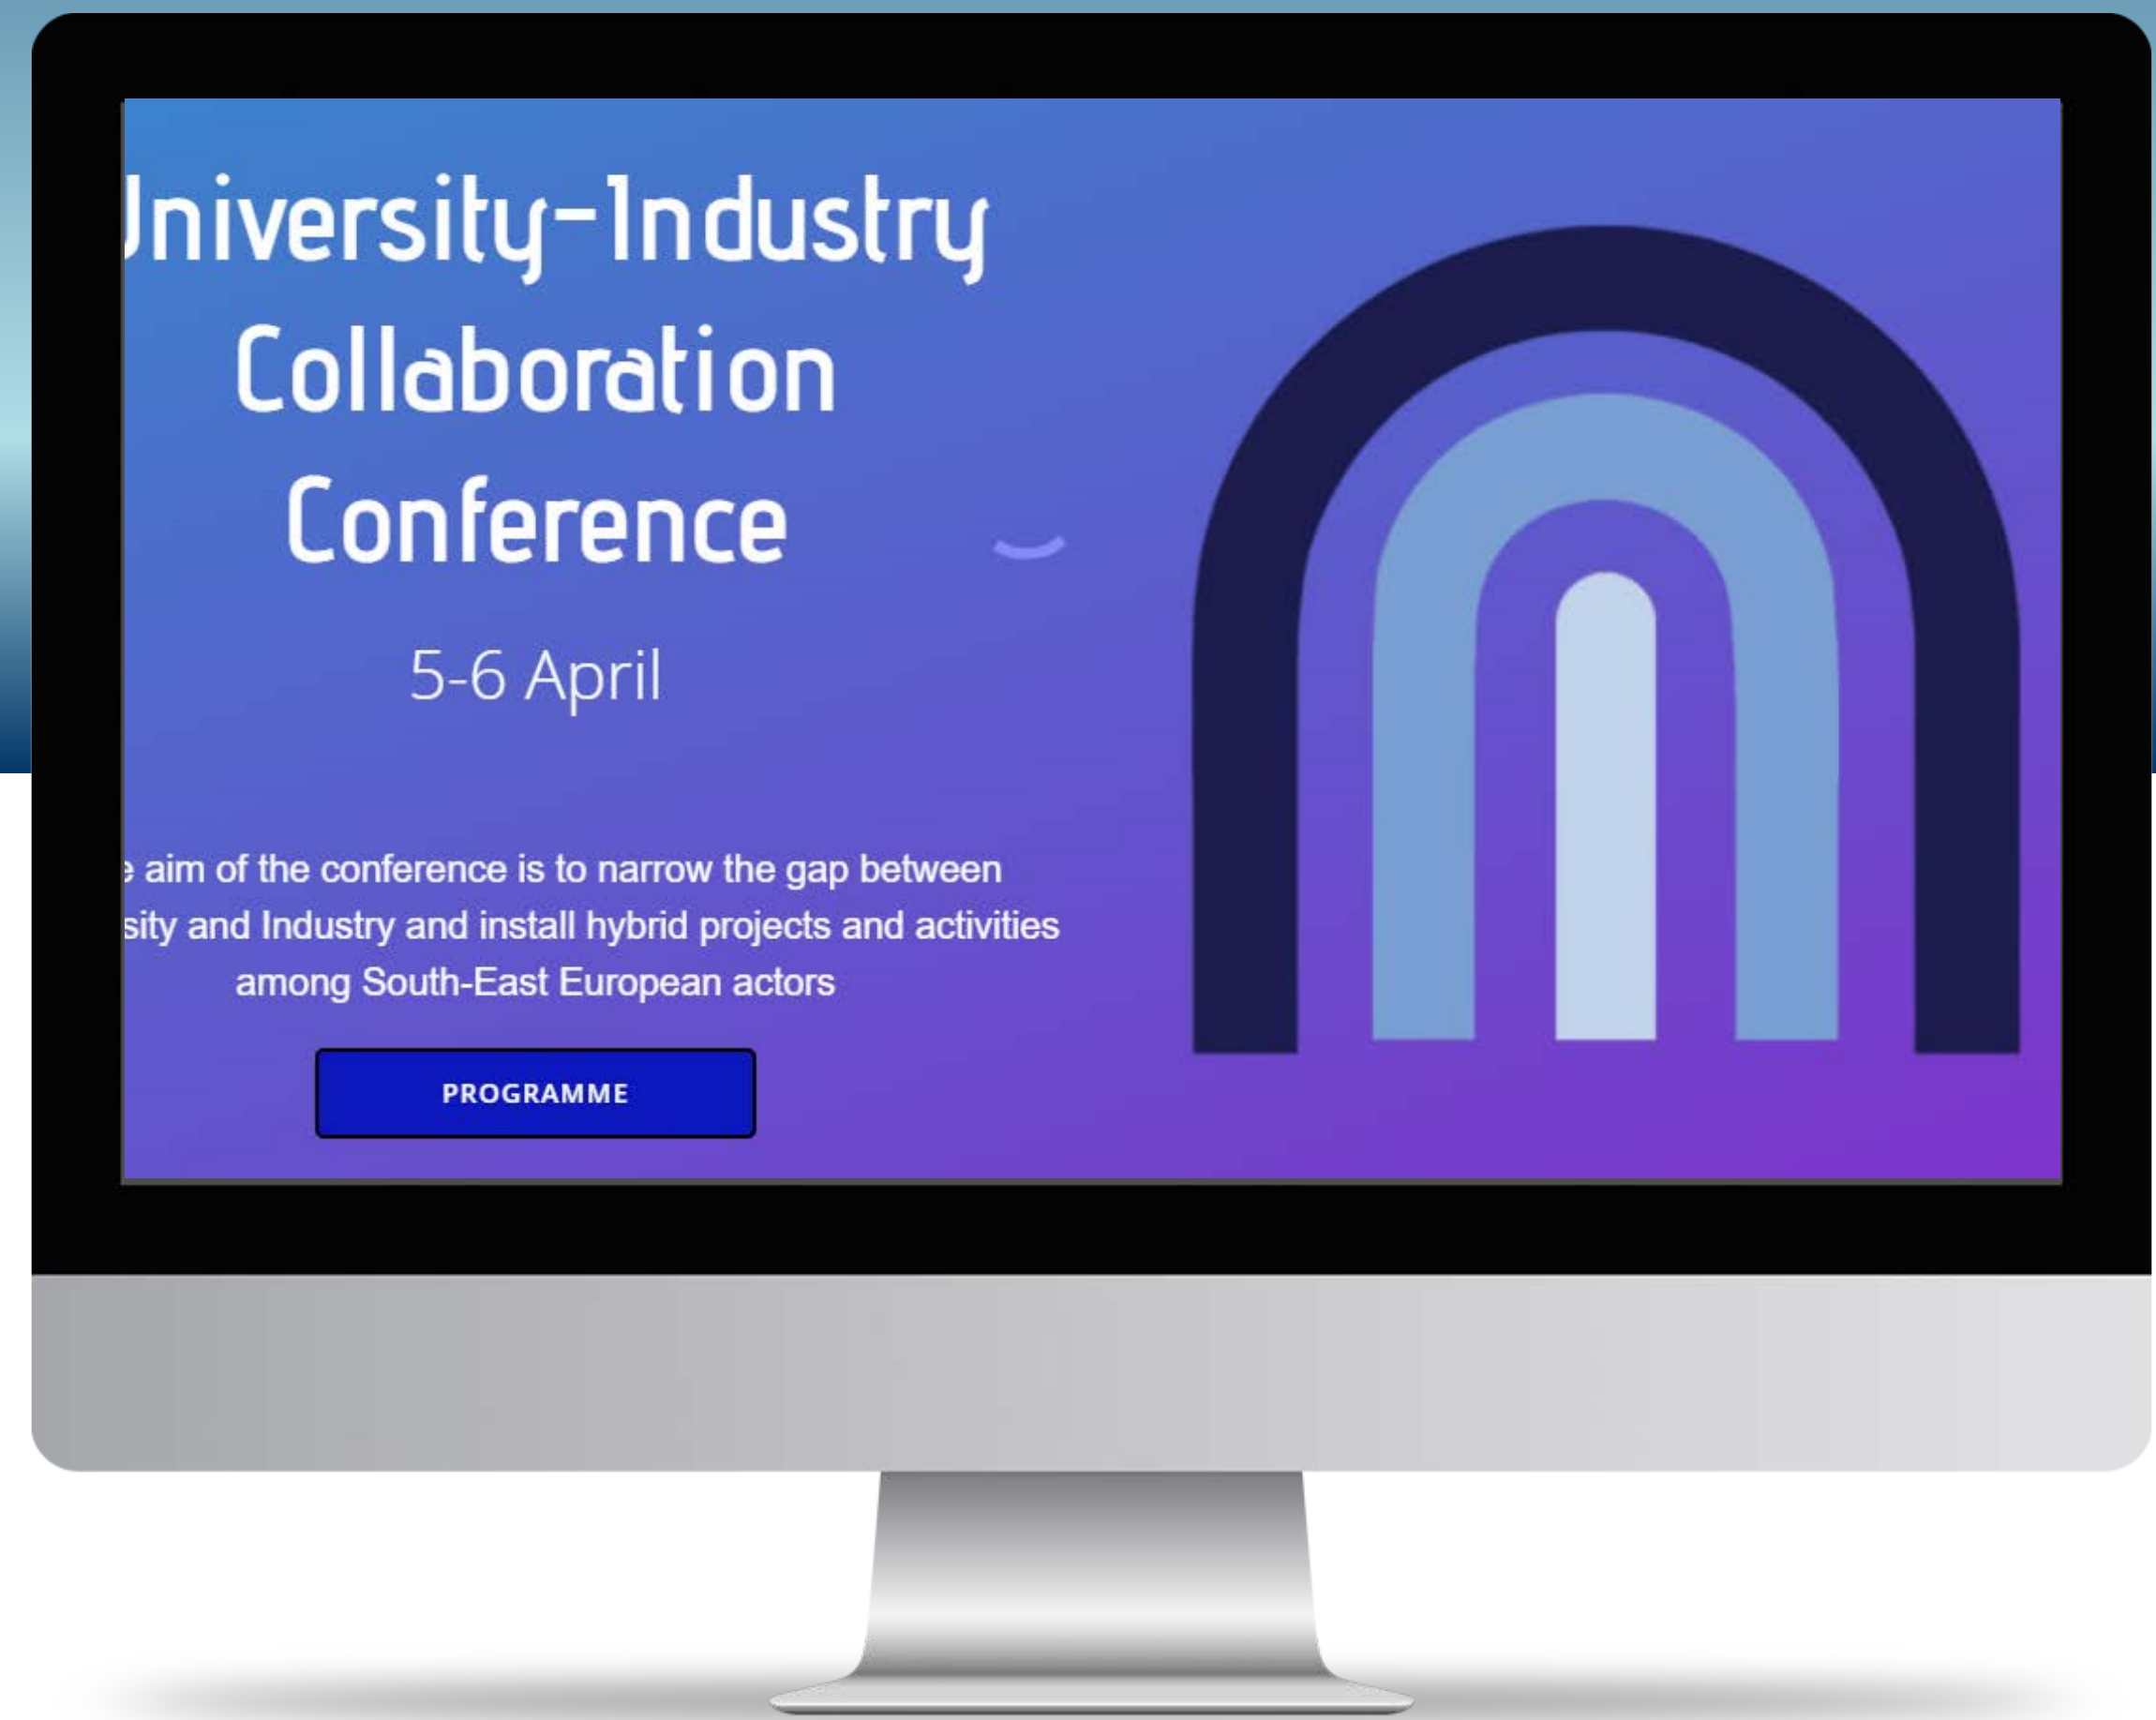 University-Industry
Collaboration
Conference
5-6 April
aim of the conference is to narrow the gap between
sity and Industry and install hybrid projects and activities
among South-East European actors
PROGRAMME